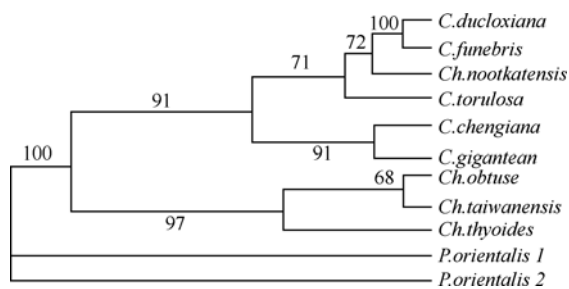 100
C.ducloxiana
72
C.funebris
71
Ch.nootkatensis
91
C.torulosa
C.chengiana
100
91
C.gigantean
68
Ch.obtuse
97
Ch.taiwanensis
Ch.thyoides
P.orientalis 1
P.orientalis 2